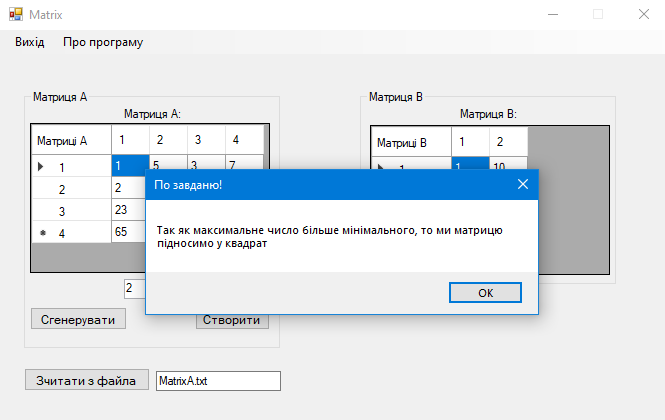 Matrix
Вихід Про програму
Матриця А Матриця В
Матриця А: Матриця В:
Матриці А 1 2 3 4 Матриці В 1 2
1 1 5 3 7 1 10
2 2
По завданю!
3 23
4 65
Так як максимальне число більше мінімального, то ми матрицю
підносимо у квадрат
2
OK
Сгенерувати Створити
Зчитати з файла MatrixA.txt